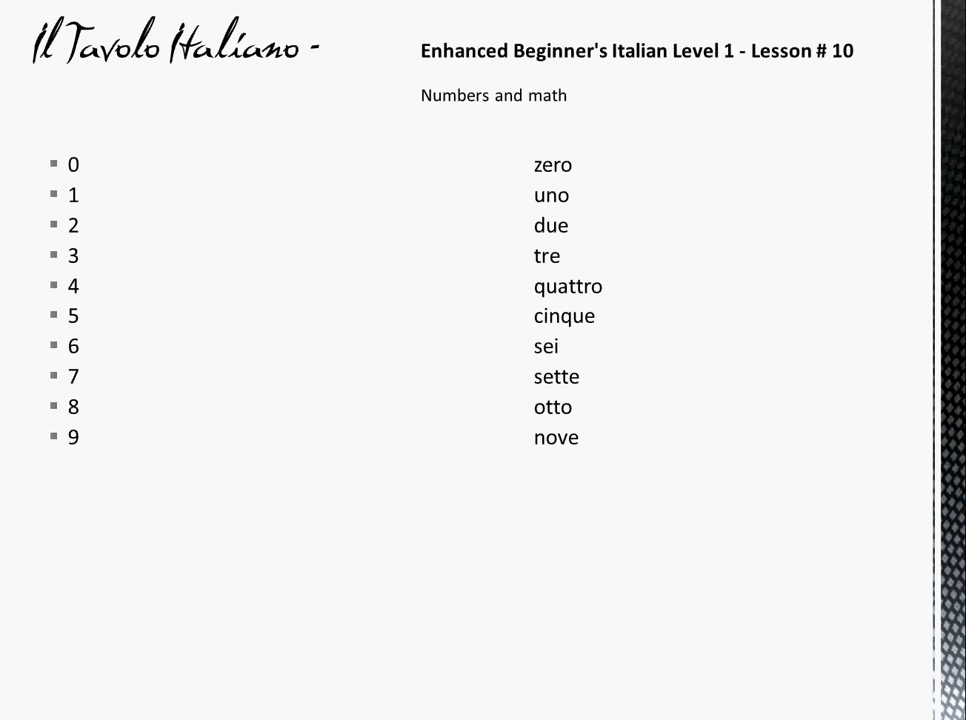 Il Tavolo Italiano -
Enhanced Beginner's Italian Level 1 - Lesson # 10
Numbers and math
0 zero
1 uno
2 due
3 tre
4 quattro
5 cinque
6 sei
7 sette
8 otto
9 nove